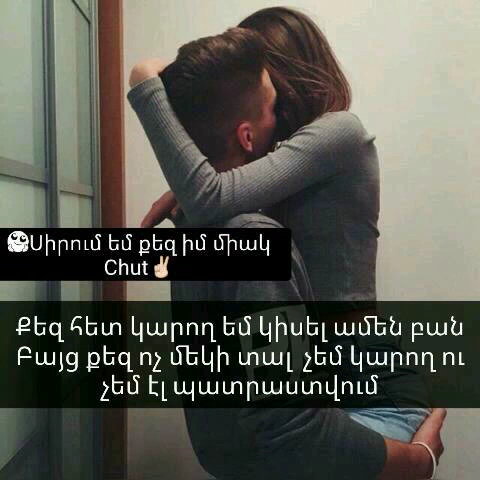 Սիրում եմ քեզ իմ միակ
Chut✌
Քեզ հետ կարող եմ կիսել ամեն բան
Բայց քեզ ոչ մեկի տալ չեմ կարող ու
չեմ էլ պատրաստվում